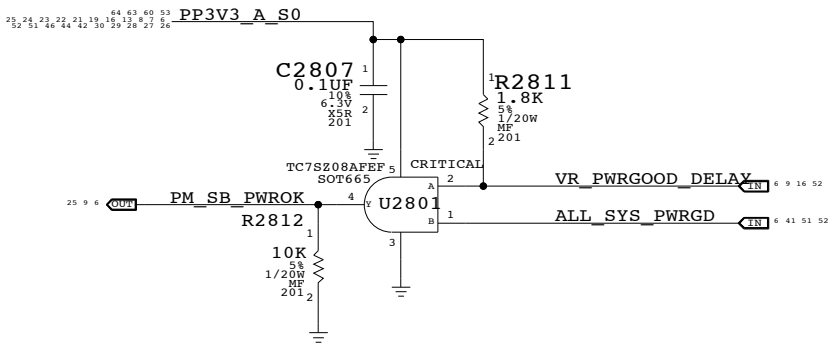 64 63 60 53
25 24 23 22 21 19 16 13 8 7 6
52 51 46 44 42 30 29 28 27 26
PP3V3_A_S0
C2807
0.1UF
10%
6.3V
X5R
201
1
2
R2811
1.8K
5%
1/20W
MF
201
1
2
TC7SZ08AFEF
SOT665
5
CRITICAL
A
2
VR_PWRGOOD_DELAY
IN
6 9 16 52
25 9 6
OUT
PM_SB_PWROK
4
Y
U2801
B
1
ALL_SYS_PWRGD
IN
6 41 51 52
3
R2812
1
10K
5%
1/20W
MF
201
2